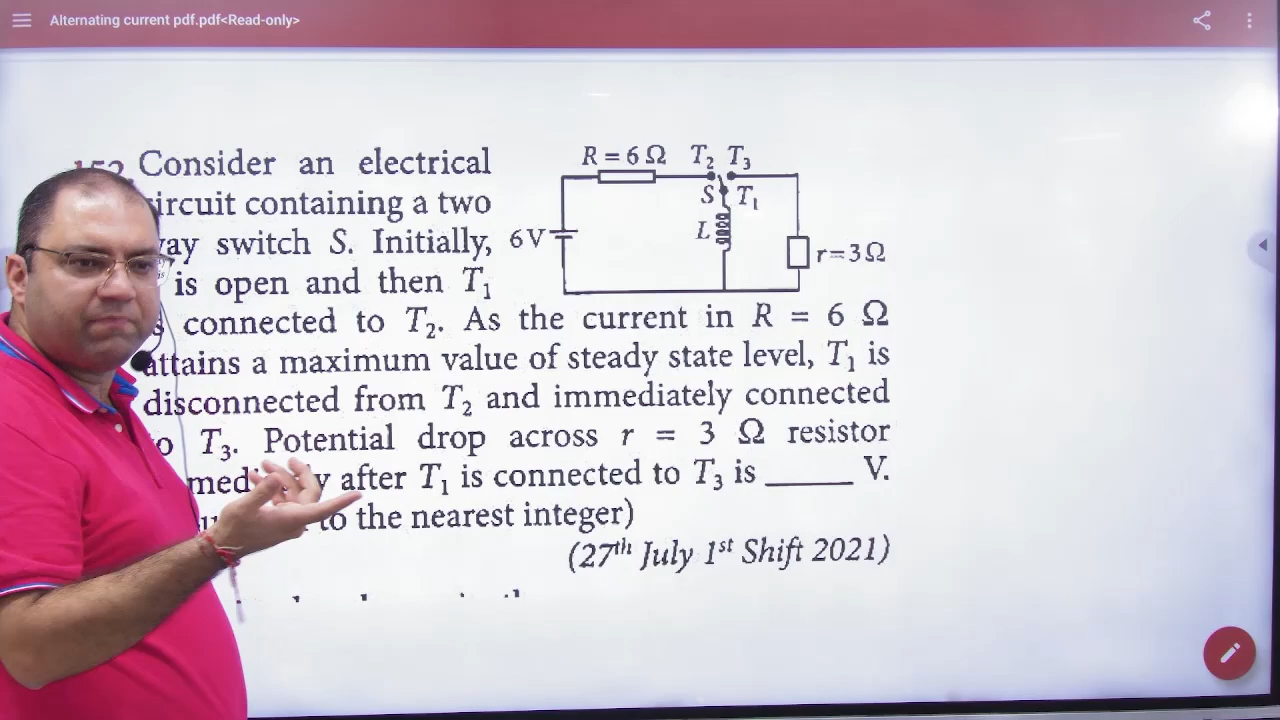 Alternating current pdf.pdf<Read-only>
Consider an electrical
circuit containing a two
way switch S. Initially,
is open and then T₁
connected to T₂. As the current in R = 6 Ω
attains a maximum value of steady state level, T₁ is
disconnected from T₂ and immediately connected
T₃. Potential drop across r = 3 Ω resistor
after T₁ is connected to T₃ is ______ V.
to the nearest integer)
(27th July 1st Shift 2021)
R = 6 Ω T₂ T₃
S T₁
L
6 V
r = 3 Ω